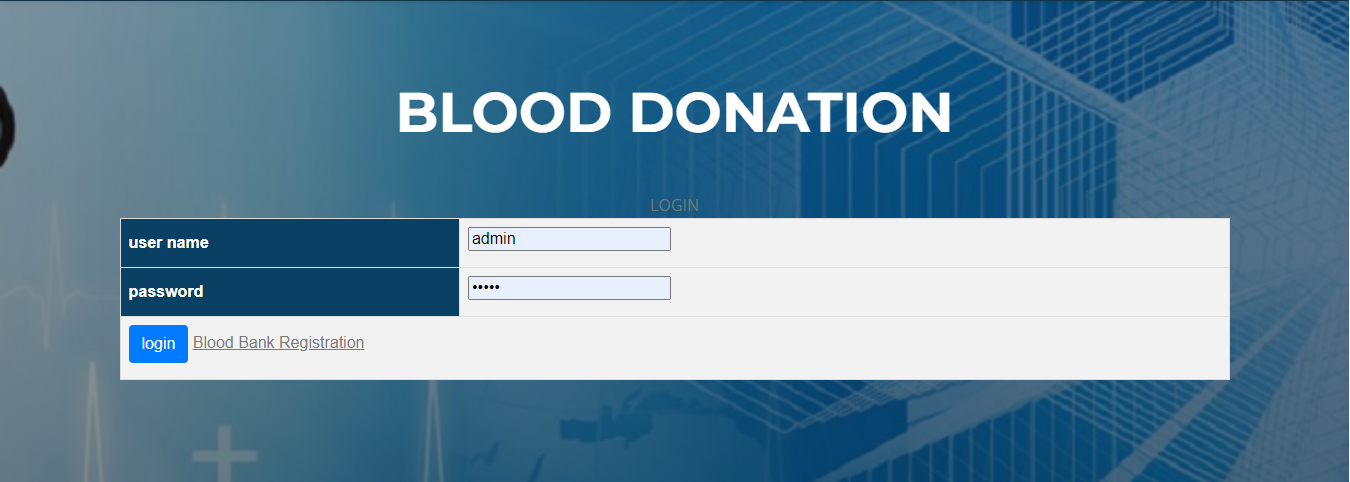 BLOOD DONATION
LOGIN
user name admin
password •••••
login Blood Bank Registration